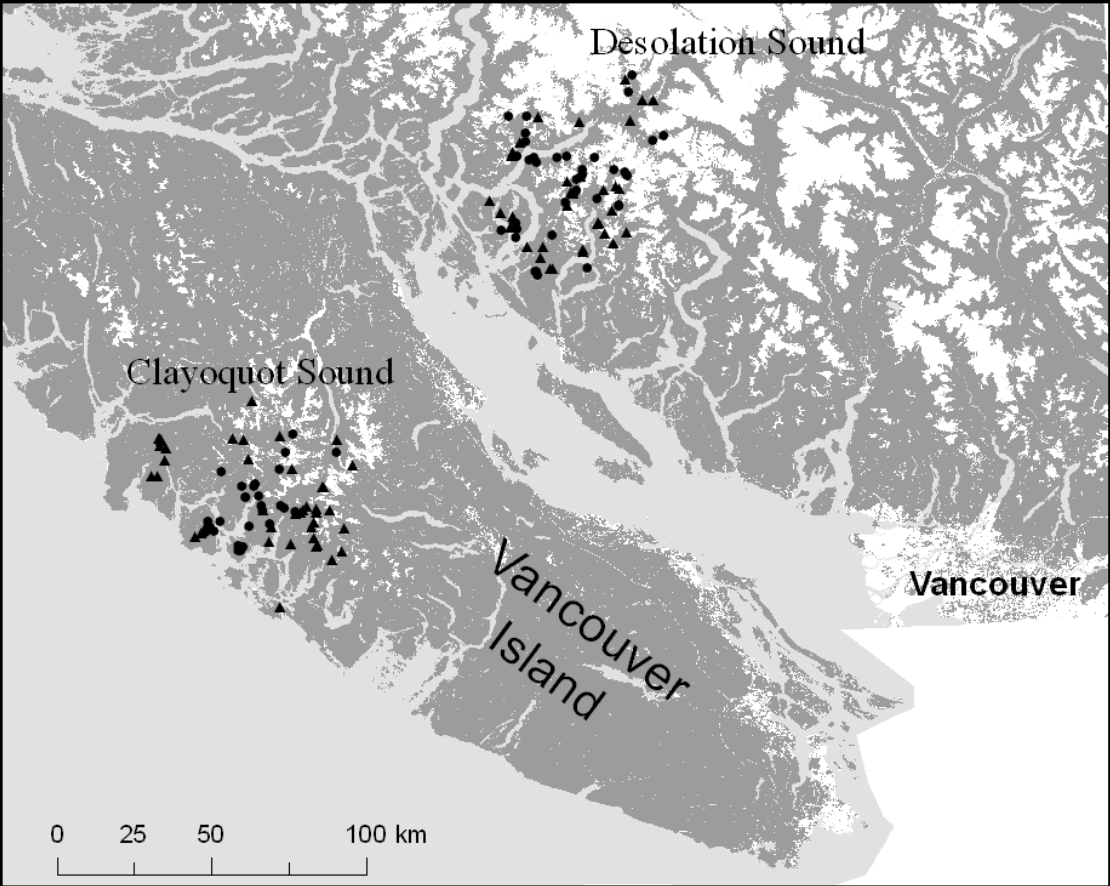 Desolation Sound
Clayoquot Sound
Vancouver
Vancouver
Island
0 25 50 100 km